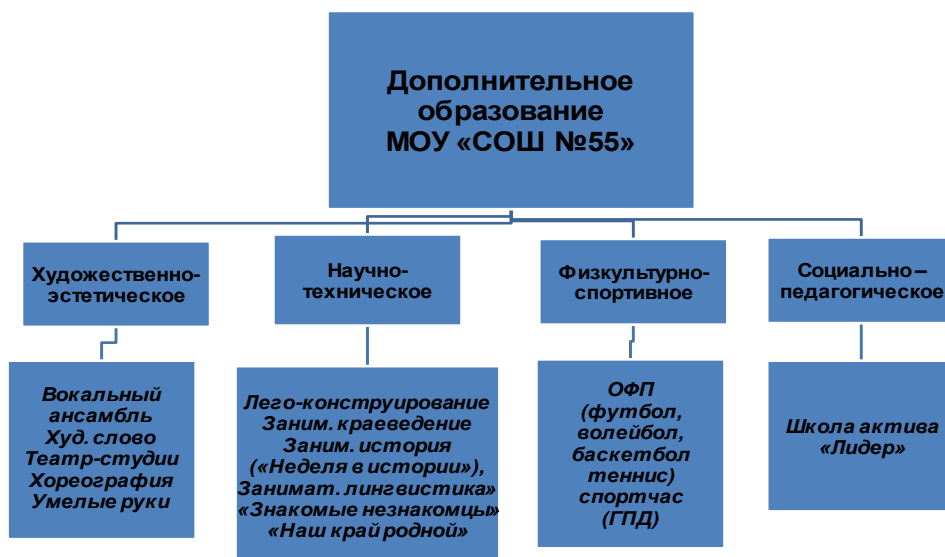 Дополнительное
образование
МОУ «СОШ №55»
Художественно-
эстетическое
Научно-
техническое
Физкультурно-
спортивное
Социально–
педагогическое
Вокальный
ансамбль
Худ. слово
Театр-студии
Хореография
Умелые руки
Лего-конструирование
Заним. краеведение
Заним. история
(«Неделя в истории»),
Занимат. лингвистика»
«Знакомые незнакомцы»
«Наш край родной»
ОФП
(футбол,
волейбол,
баскетбол
теннис)
спортчас
(ГПД)
Школа актива
«Лидер»